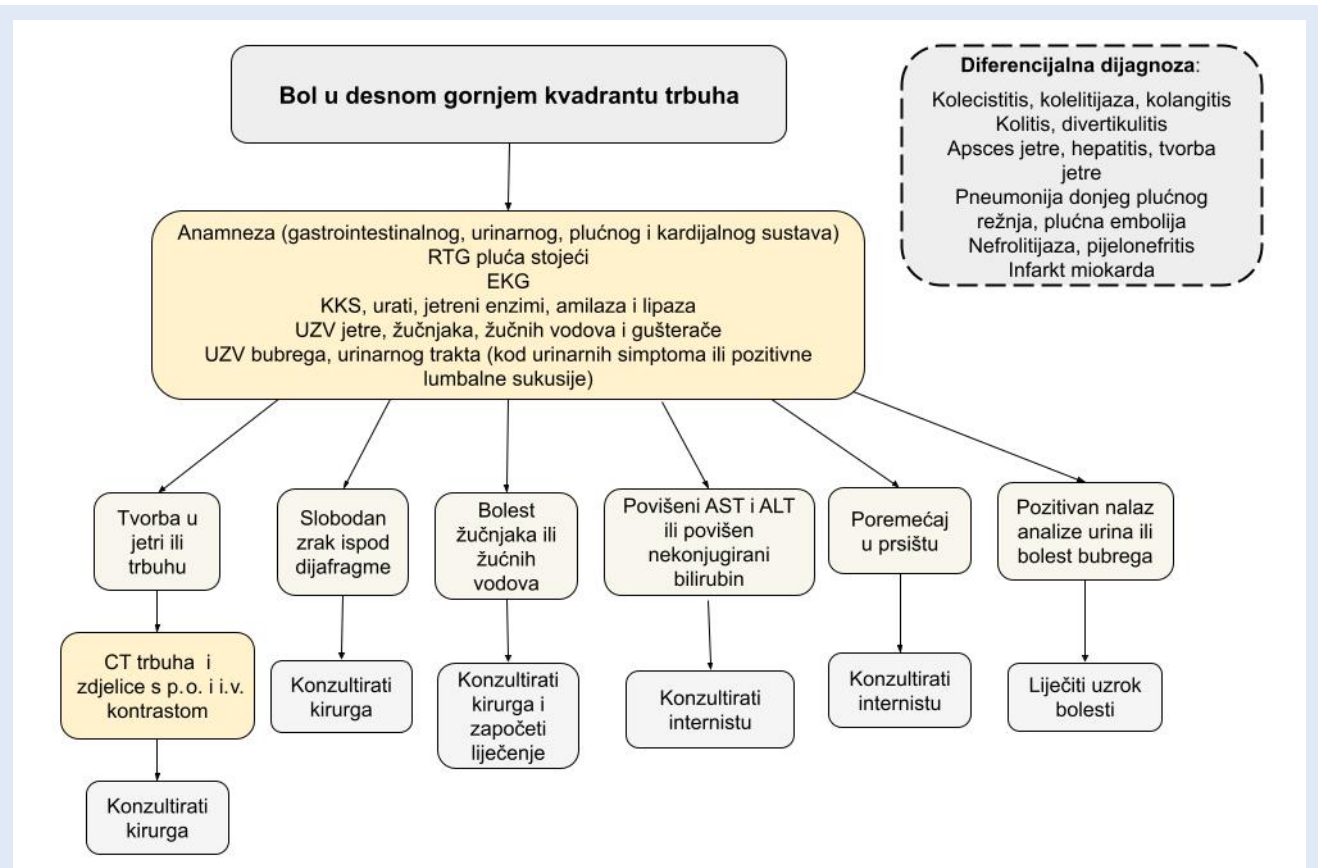 Bol u desnom gornjem kvadrantu trbuha
Diferencijalna dijagnoza:
Kolecistitis, kolelitijaza, kolangitis
Kolitis, divertikulitis
Apsces jetre, hepatitis, tvorba
jetre
Pneumonija donjeg plućnog
režnja, plućna embolija
Nefrolitijaza, pijelonefritis
Infarkt miokarda
Anamneza (gastrointestinalnog, urinarnog, plućnog i kardijalnog sustava)
RTG pluća stojeći
EKG
KKS, urati, jetreni enzimi, amilaza i lipaza
UZV jetre, žučnjaka, žučnih vodova i gušterače
UZV bubrega, urinarnog trakta (kod urinarnih simptoma ili pozitivne
lumbalne sukusije)
Tvorba u
jetri ili
trbuhu
Slobodan
zrak ispod
dijafragme
Bolest
žučnjaka ili
žućnih
vodova
Povišeni AST i ALT
ili povišen
nekonjugirani
bilirubin
Poremećaj
u prsištu
Pozitivan nalaz
analize urina ili
bolest bubrega
CT trbuha i
zdjelice s p.o. i i.v.
kontrastom
Konzultirati
kirurga
Konzultirati
kirurga i
započeti
liječenje
Konzultirati
internistu
Konzultirati
internistu
Liječiti uzrok
bolesti
Konzultirati
kirurga